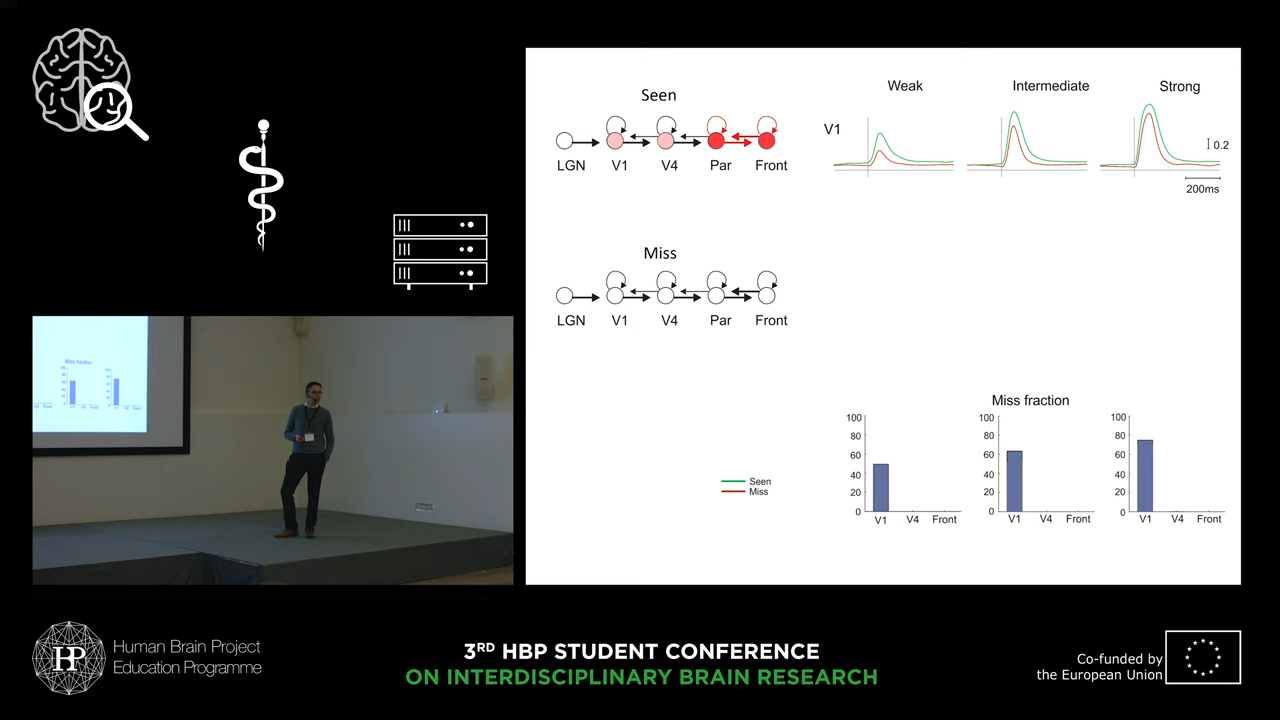 Seen
LGN V1 V4 Par Front
Miss
LGN V1 V4 Par Front
Weak Intermediate Strong
V1
0.2
200ms
Miss fraction
100
80
60
40
20
0
V1 V4 Front
100
80
60
40
20
0
V1 V4 Front
100
80
60
40
20
0
V1 V4 Front
Seen
Miss
Miss fraction
HP
Human Brain Project
Education Programme
3RD HBP STUDENT CONFERENCE
ON INTERDISCIPLINARY BRAIN RESEARCH
Co-funded by
the European Union